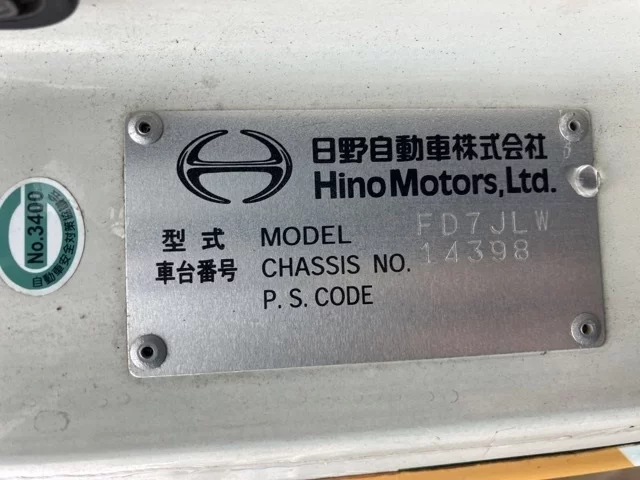 日野自動車株式会社
Hino Motors, Ltd.
型式 MODEL FD7JLW
車台番号 CHASSIS NO. 14398
P. S. CODE
No.3400